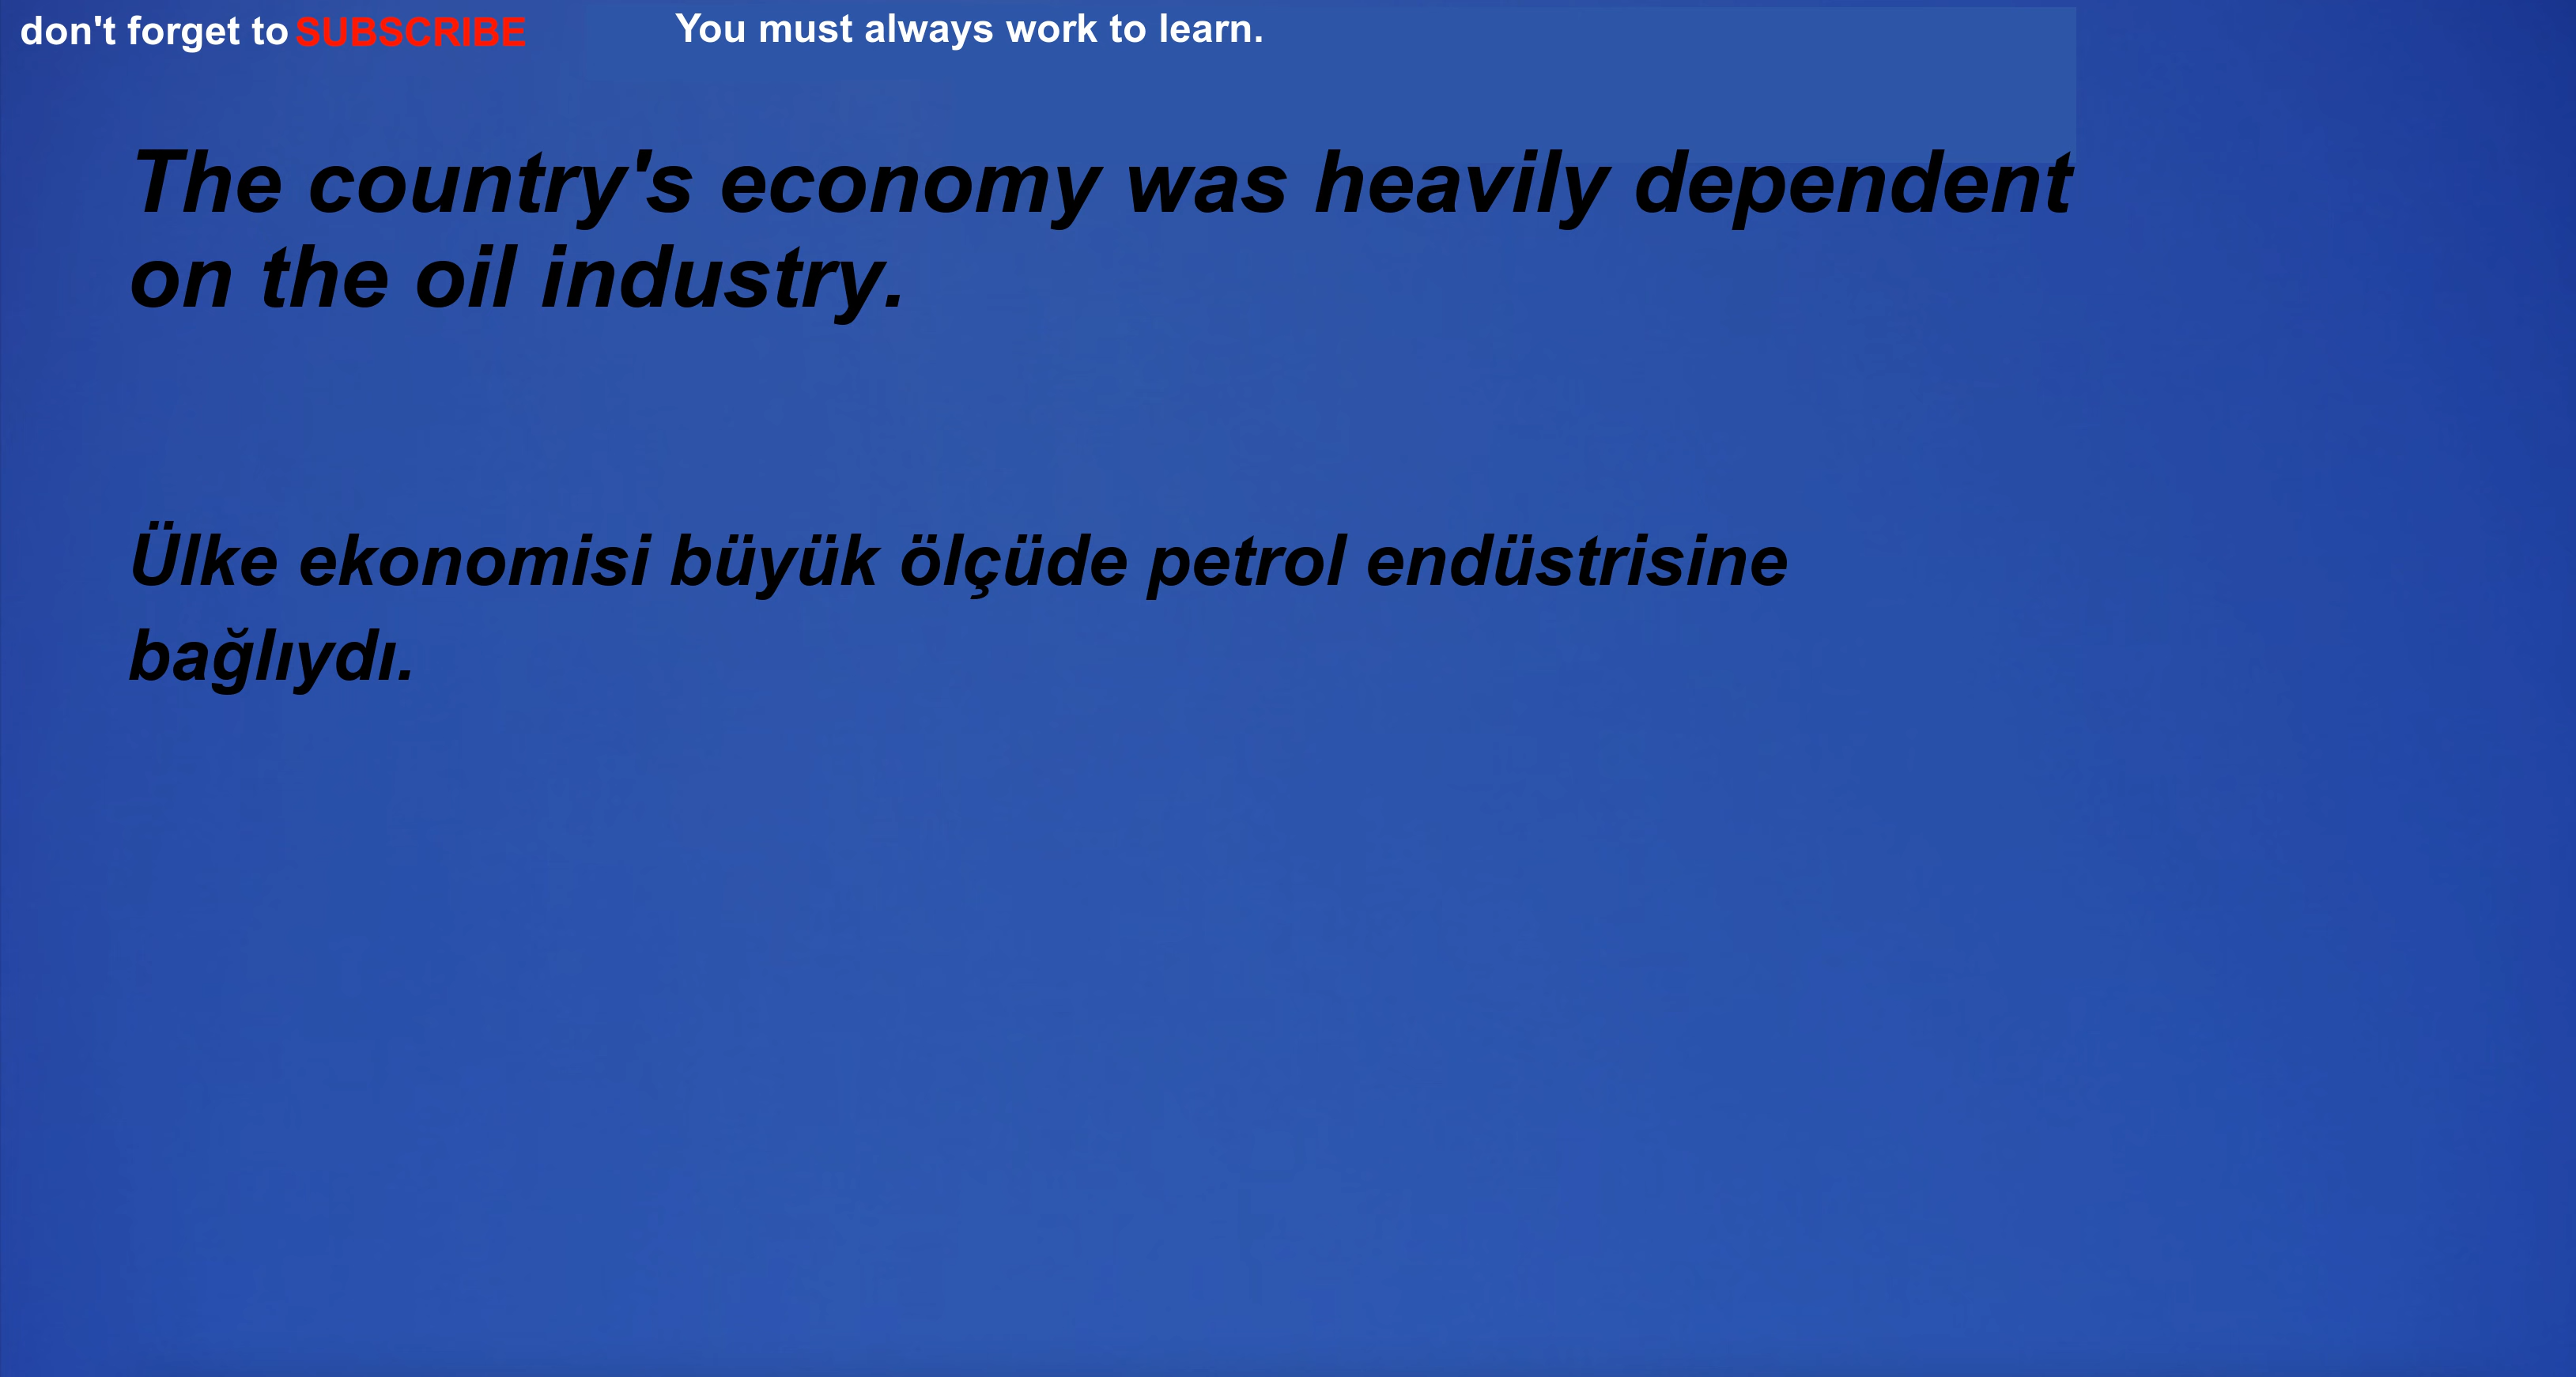 don't forget to SUBSCRIBE
You must always work to learn.
The country's economy was heavily dependent
on the oil industry.
Ülke ekonomisi büyük ölçüde petrol endüstrisine
bağlıydı.